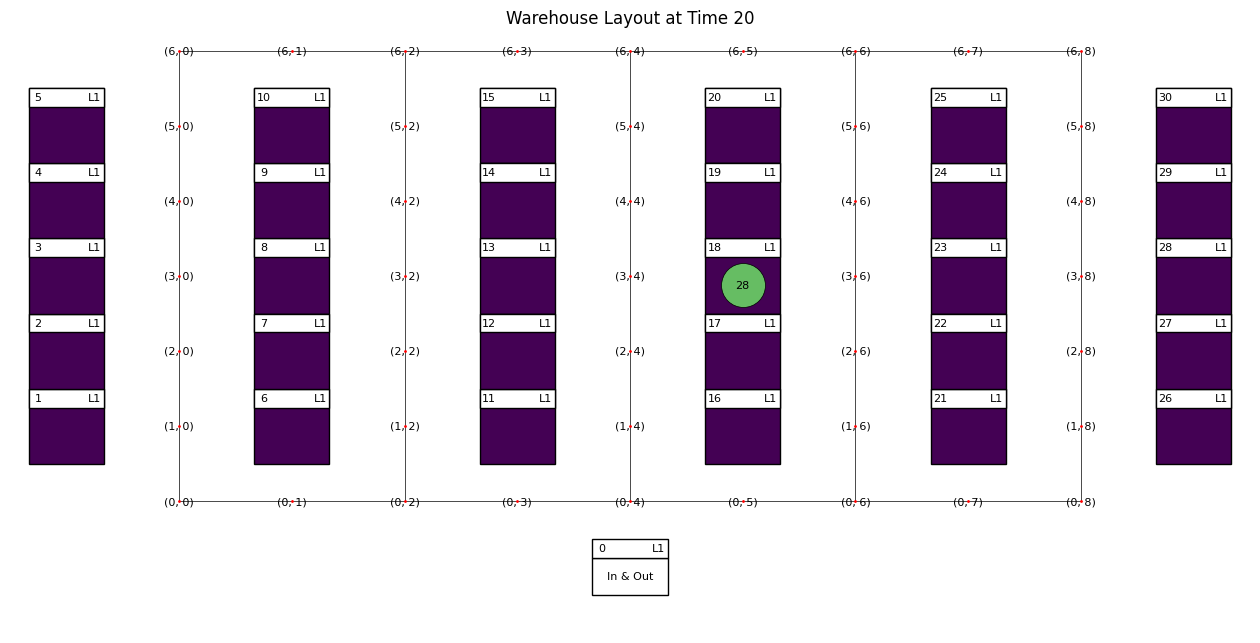 Warehouse Layout at Time 20
(6, 0) (6, 1) (6, 2) (6, 3) (6, 4) (6, 5) (6, 6) (6, 7) (6, 8)
5 L1 10 L1 15 L1 20 L1 25 L1 30 L1
(5, 0) (5, 2) (5, 4) (5, 6) (5, 8)
4 L1 9 L1 14 L1 19 L1 24 L1 29 L1
(4, 0) (4, 2) (4, 4) (4, 6) (4, 8)
3 L1 8 L1 13 L1 18 L1 23 L1 28 L1
(3, 0) (3, 2) (3, 4) (3, 6) (3, 8)
28
2 L1 7 L1 12 L1 17 L1 22 L1 27 L1
(2, 0) (2, 2) (2, 4) (2, 6) (2, 8)
1 L1 6 L1 11 L1 16 L1 21 L1 26 L1
(1, 0) (1, 2) (1, 4) (1, 6) (1, 8)
(0, 0) (0, 1) (0, 2) (0, 3) (0, 4) (0, 5) (0, 6) (0, 7) (0, 8)
0 L1
In & Out